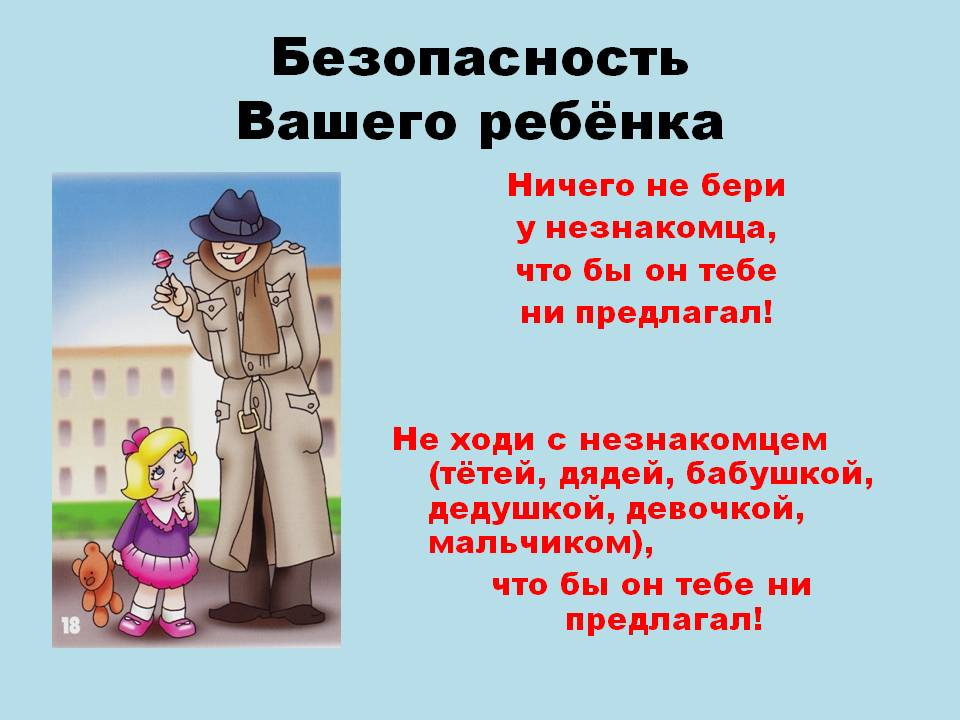 Безопасность
Вашего ребёнка
Ничего не бери
у незнакомца,
что бы он тебе
ни предлагал!
Не ходи с незнакомцем
(тётей, дядей, бабушкой,
дедушкой, девочкой,
мальчиком),
что бы он тебе ни
предлагал!
18